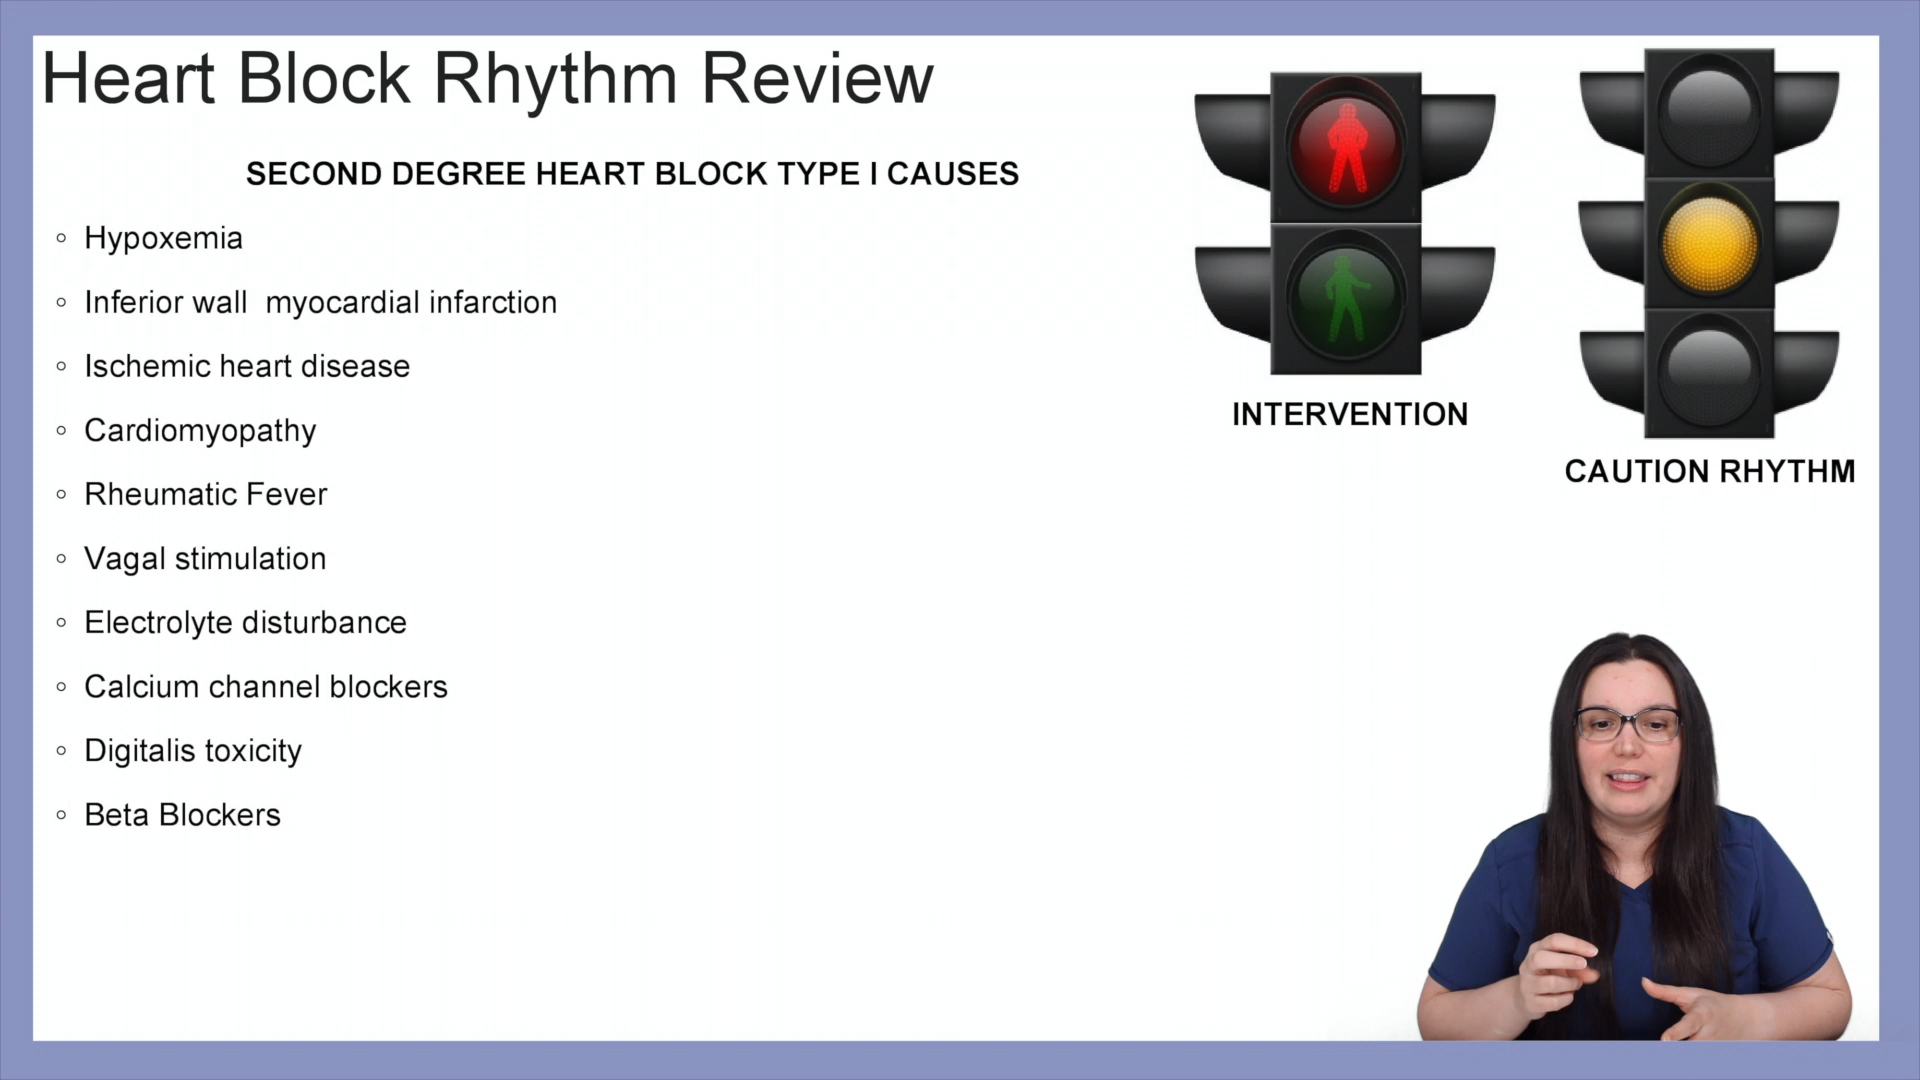 Heart Block Rhythm Review
SECOND DEGREE HEART BLOCK TYPE I CAUSES
Hypoxemia
Inferior wall  myocardial infarction
Ischemic heart disease
Cardiomyopathy
Rheumatic Fever
Vagal stimulation
Electrolyte disturbance
Calcium channel blockers
Digitalis toxicity
Beta Blockers
INTERVENTION
CAUTION RHYTHM